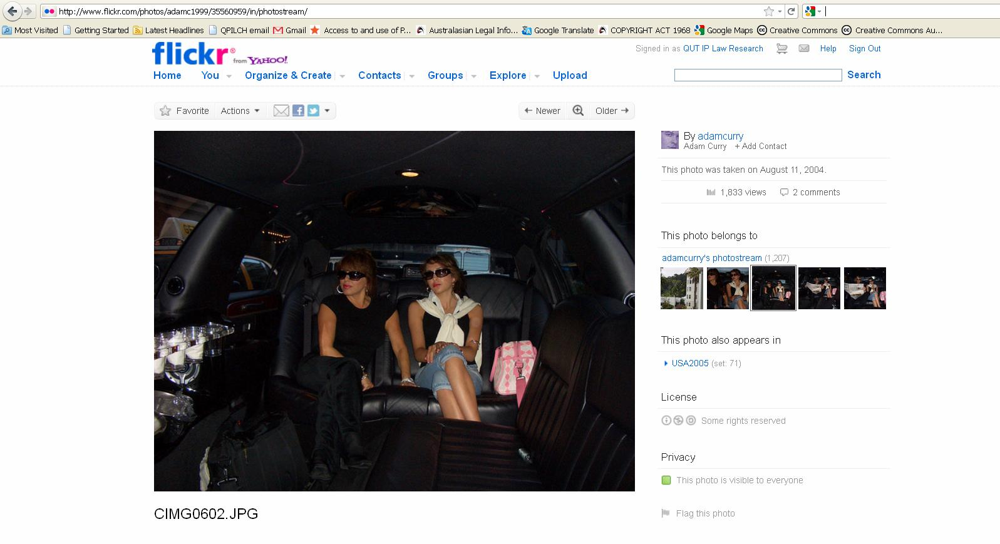 http://www.flickr.com/photos/adamc1999/35560959/in/photostream/
Most Visited Getting Started Latest Headlines QPILCH email Gmail Access to and use of P... Australasian Legal Info... Google Translate COPYRIGHT ACT 1968 Google Maps Creative Commons Creative Commons Au...
flickr® from YAHOO!
Signed in as QUT IP Law Research Help Sign Out
Home You Organize & Create Contacts Groups Explore Upload
Search
Favorite Actions
← Newer Older →
By adamcurry
Adam Curry + Add Contact
This photo was taken on August 11, 2004.
1,833 views 2 comments
This photo belongs to
adamcurry's photostream (1,207)
This photo also appears in
USA2005 (set: 71)
License
Some rights reserved
Privacy
This photo is visible to everyone
CIMG0602.JPG
Flag this photo